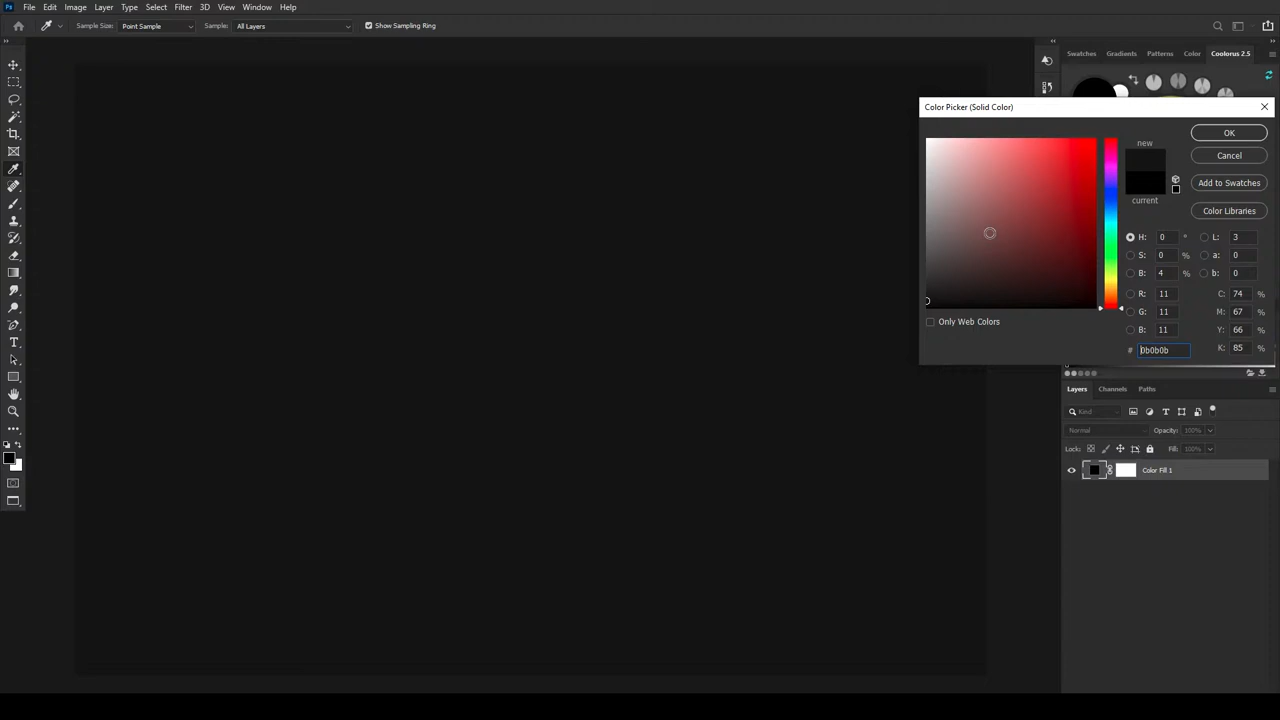 Ps File Edit Image Layer Type Select Filter 3D View Window Help
Sample Size: Point Sample Sample: All Layers Show Sampling Ring
Swatches Gradients Patterns Color Coolorus 2.5
Color Picker (Solid Color)
new
current
OK
Cancel
Add to Swatches
Color Libraries
H: 0 ° L: 3
S: 0 % a: 0
B: 4 % b: 0
R: 11 C: 74 %
G: 11 M: 67 %
B: 11 Y: 66 %
# 0b0b0b K: 85 %
Only Web Colors
Layers Channels Paths
Kind
Normal Opacity: 100%
Lock: Fill: 100%
Color Fill 1
T